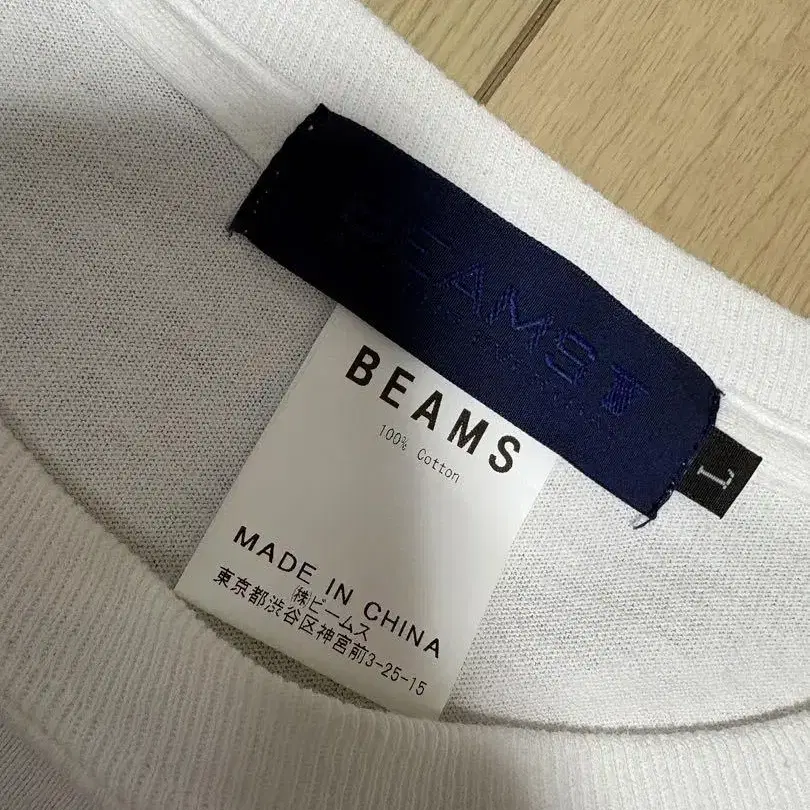 BEAMS T
L
BEAMS
100% Cotton
MADE IN CHINA
㈱ビームス
東京都渋谷区神宮前3-25-15